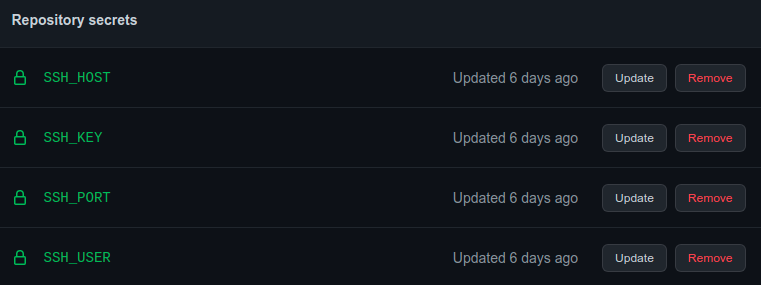 Repository secrets
SSH_HOST Updated 6 days ago Update Remove
SSH_KEY Updated 6 days ago Update Remove
SSH_PORT Updated 6 days ago Update Remove
SSH_USER Updated 6 days ago Update Remove